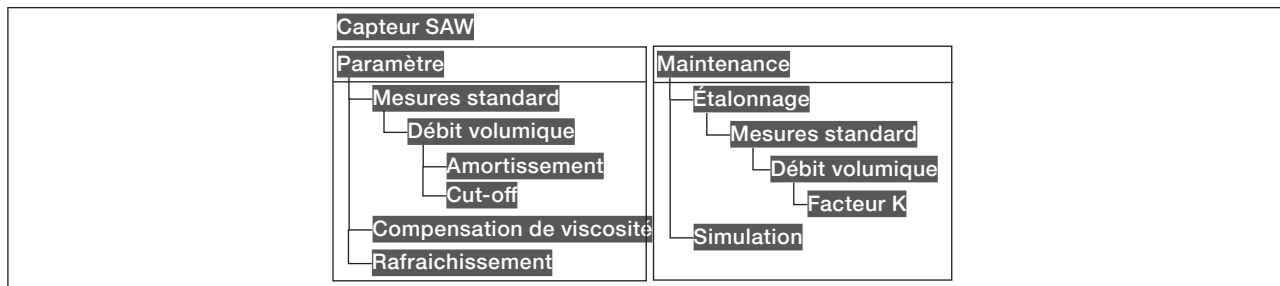 Capteur SAW
Paramètre
Mesures standard
Débit volumique
Amortissement
Cut-off
Compensation de viscosité
Rafraichissement
Maintenance
Étalonnage
Mesures standard
Débit volumique
Facteur K
Simulation